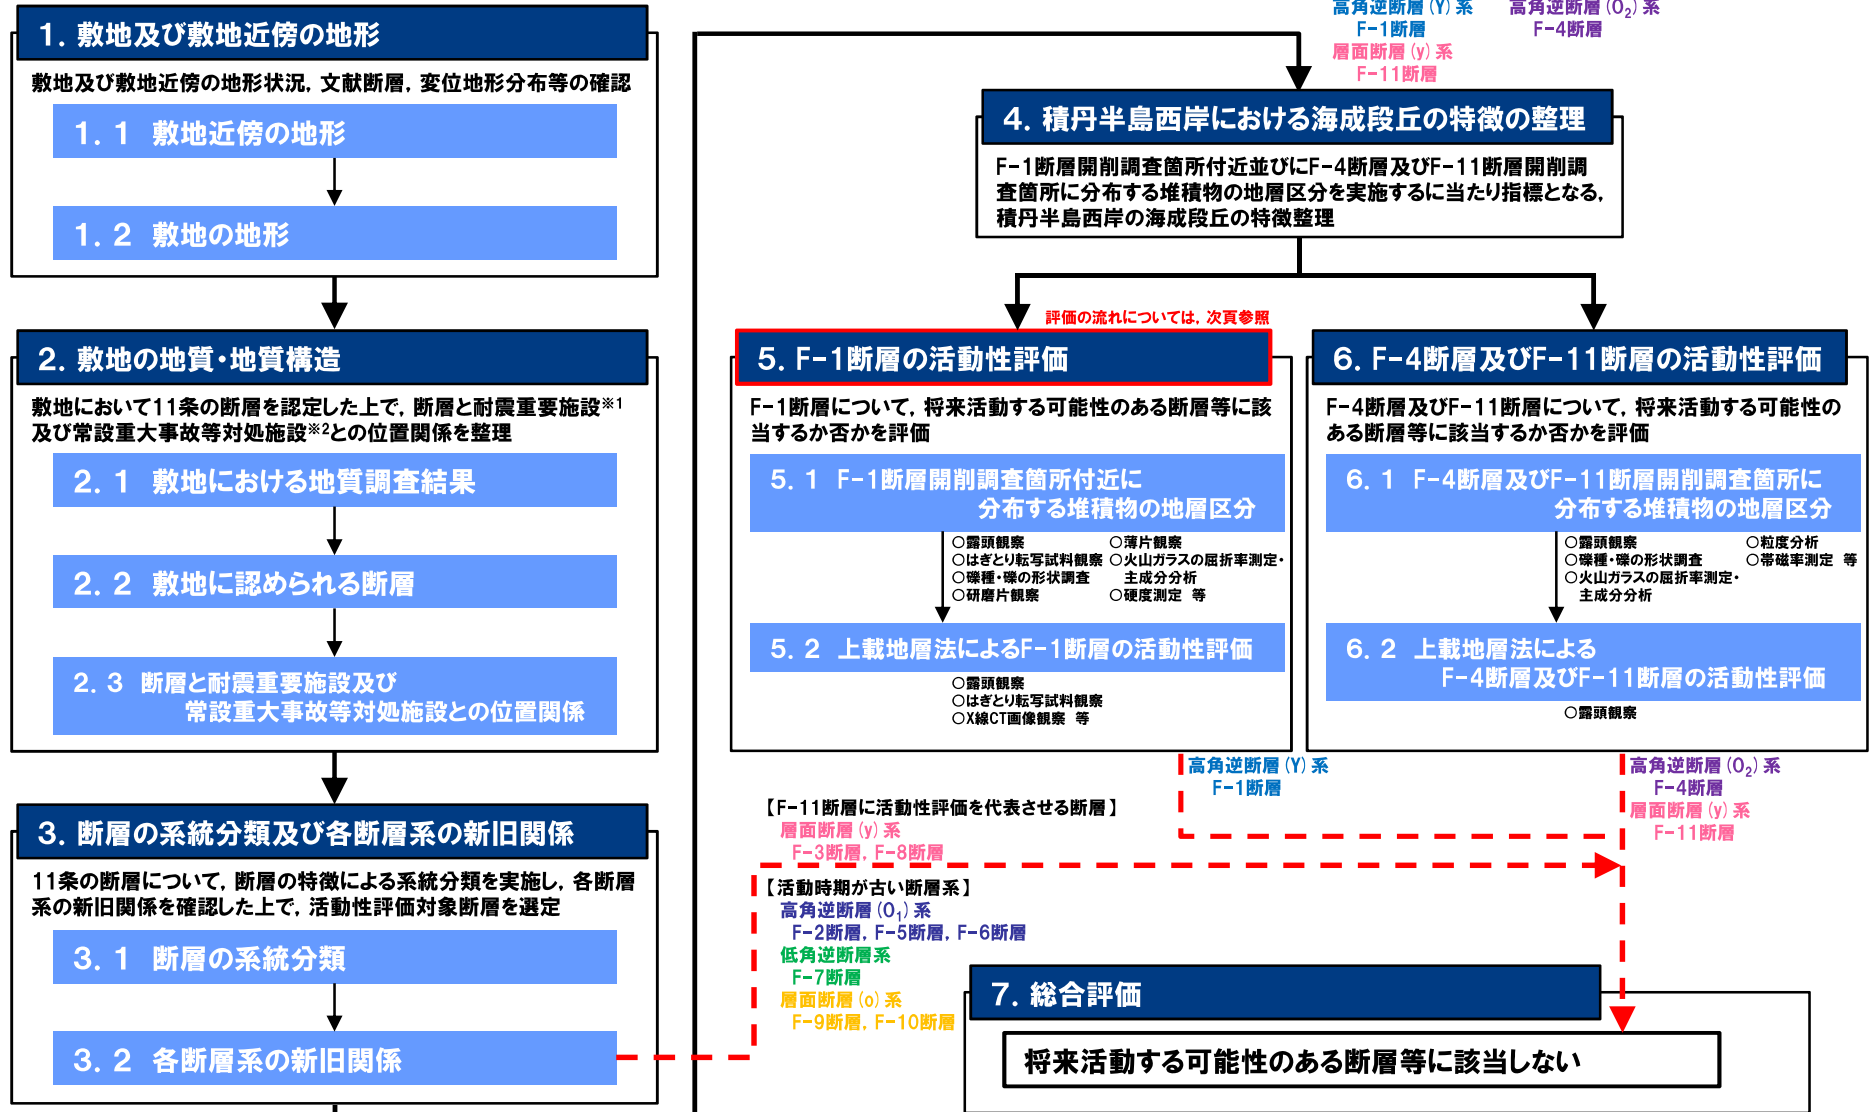 1. 敷地及び敷地近傍の地形
敷地及び敷地近傍の地形状況, 文献断層, 変位地形分布等の確認
1. 1 敷地近傍の地形
1. 2 敷地の地形
2. 敷地の地質・地質構造
敷地において11条の断層を認定した上で, 断層と耐震重要施設※1
及び常設重大事故等対処施設※2との位置関係を整理
2. 1 敷地における地質調査結果
2. 2 敷地に認められる断層
2. 3 断層と耐震重要施設及び
常設重大事故等対処施設との位置関係
3. 断層の系統分類及び各断層系の新旧関係
11条の断層について, 断層の特徴による系統分類を実施し, 各断層
系の新旧関係を確認した上で, 活動性評価対象断層を選定
3. 1 断層の系統分類
3. 2 各断層系の新旧関係
高角逆断層(Y)系 高角逆断層(O2)系
F-1断層 F-4断層
層面断層(y)系
F-11断層
4. 積丹半島西岸における海成段丘の特徴の整理
F-1断層開削調査箇所付近並びにF-4断層及びF-11断層開削調
査箇所に分布する堆積物の地層区分を実施するに当たり指標となる,
積丹半島西岸の海成段丘の特徴整理
評価の流れについては, 次頁参照
5. F-1断層の活動性評価
F-1断層について, 将来活動する可能性のある断層等に該
当するか否かを評価
5. 1 F-1断層開削調査箇所付近に
分布する堆積物の地層区分
○露頭観察 ○薄片観察
○はぎとり転写試料観察 ○火山ガラスの屈折率測定・
○礫種・礫の形状調査 主成分分析
○研磨片観察 ○硬度測定 等
5. 2 上載地層法によるF-1断層の活動性評価
○露頭観察
○はぎとり転写試料観察
○X線CT画像観察 等
6. F-4断層及びF-11断層の活動性評価
F-4断層及びF-11断層について, 将来活動する可能性の
ある断層等に該当するか否かを評価
6. 1 F-4断層及びF-11断層開削調査箇所に
分布する堆積物の地層区分
○露頭観察 ○粒度分析
○礫種・礫の形状調査 ○帯磁率測定 等
○火山ガラスの屈折率測定・
主成分分析
6. 2 上載地層法による
F-4断層及びF-11断層の活動性評価
○露頭観察
高角逆断層(Y)系
F-1断層
高角逆断層(O2)系
F-4断層
層面断層(y)系
F-11断層
【F-11断層に活動性評価を代表させる断層】
層面断層(y)系
F-3断層, F-8断層
【活動時期が古い断層系】
高角逆断層(O1)系
F-2断層, F-5断層, F-6断層
低角逆断層系
F-7断層
層面断層(o)系
F-9断層, F-10断層
7. 総合評価
将来活動する可能性のある断層等に該当しない